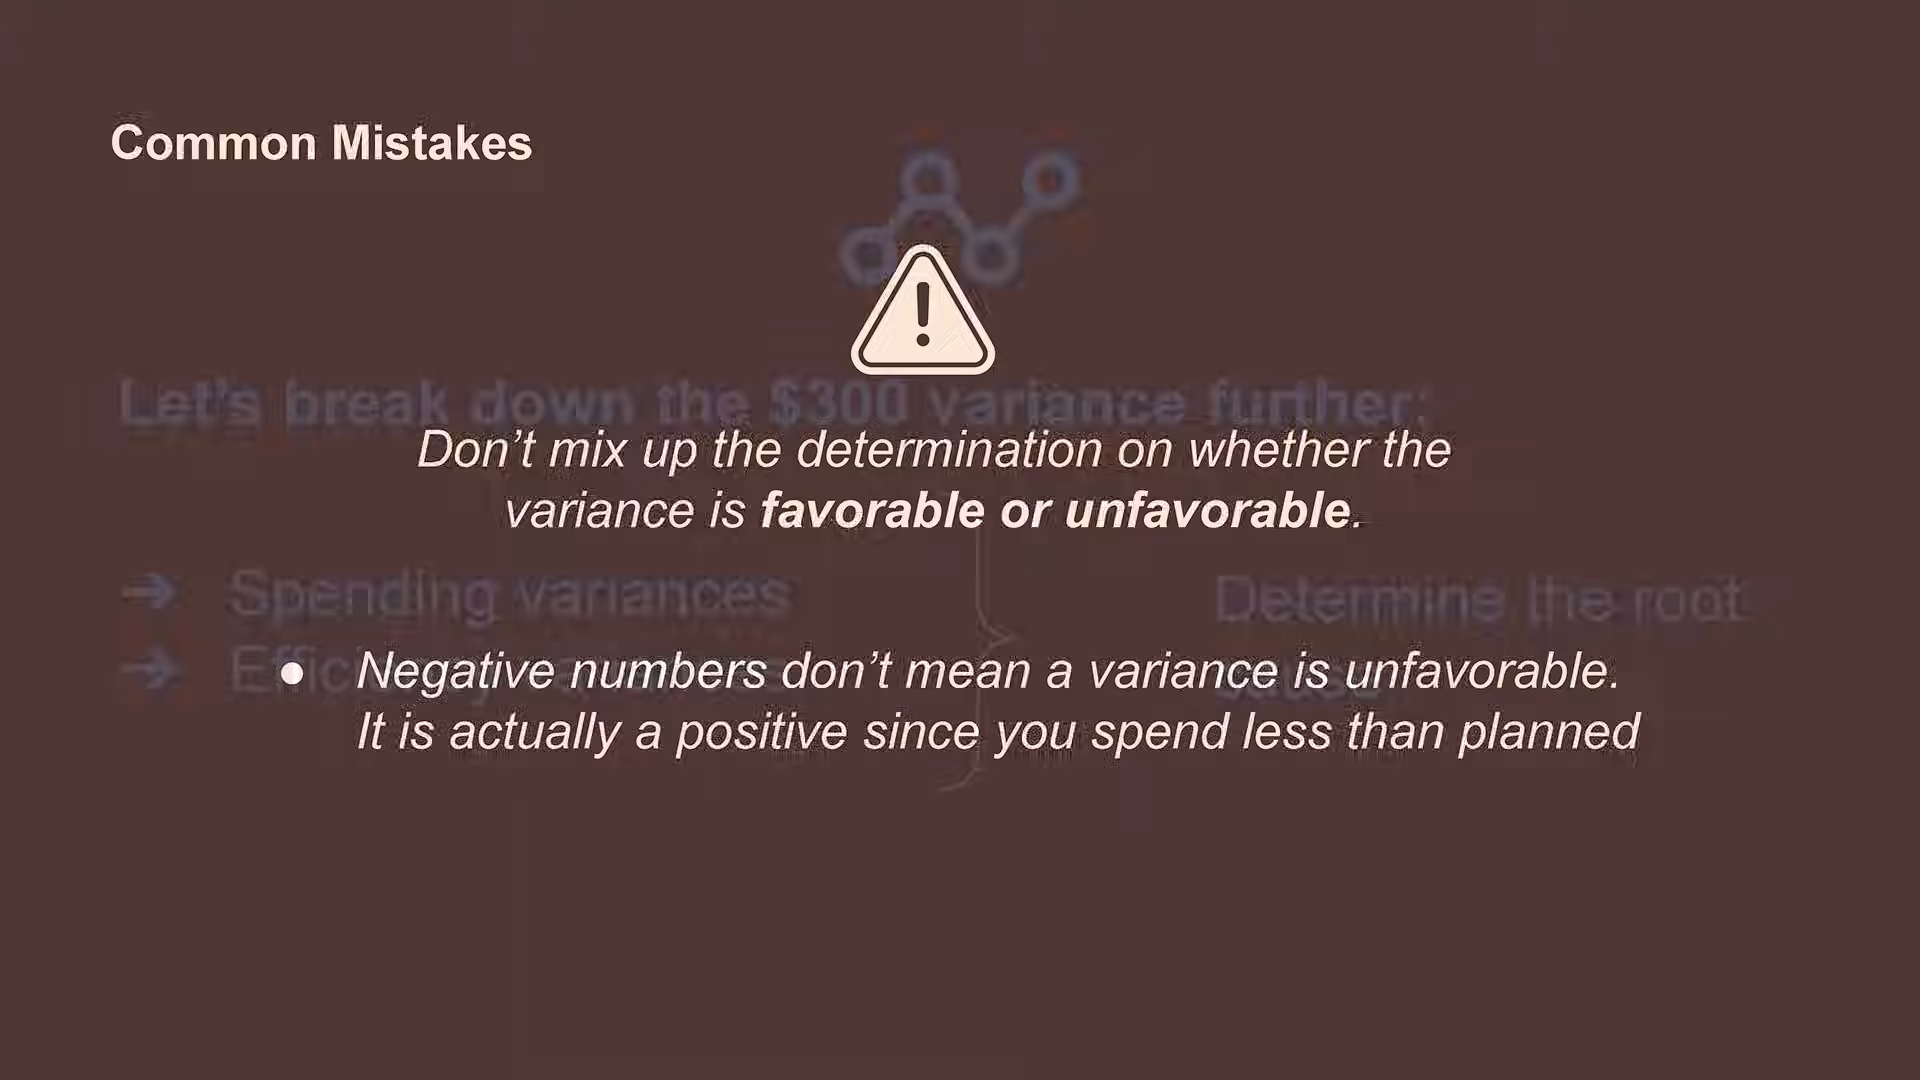 Common Mistakes
Let's break down the $300 variance further:
Don’t mix up the determination on whether the
variance is favorable or unfavorable.
Spending variances
Determine the root
Negative numbers don’t mean a variance is unfavorable.
It is actually a positive since you spend less than planned